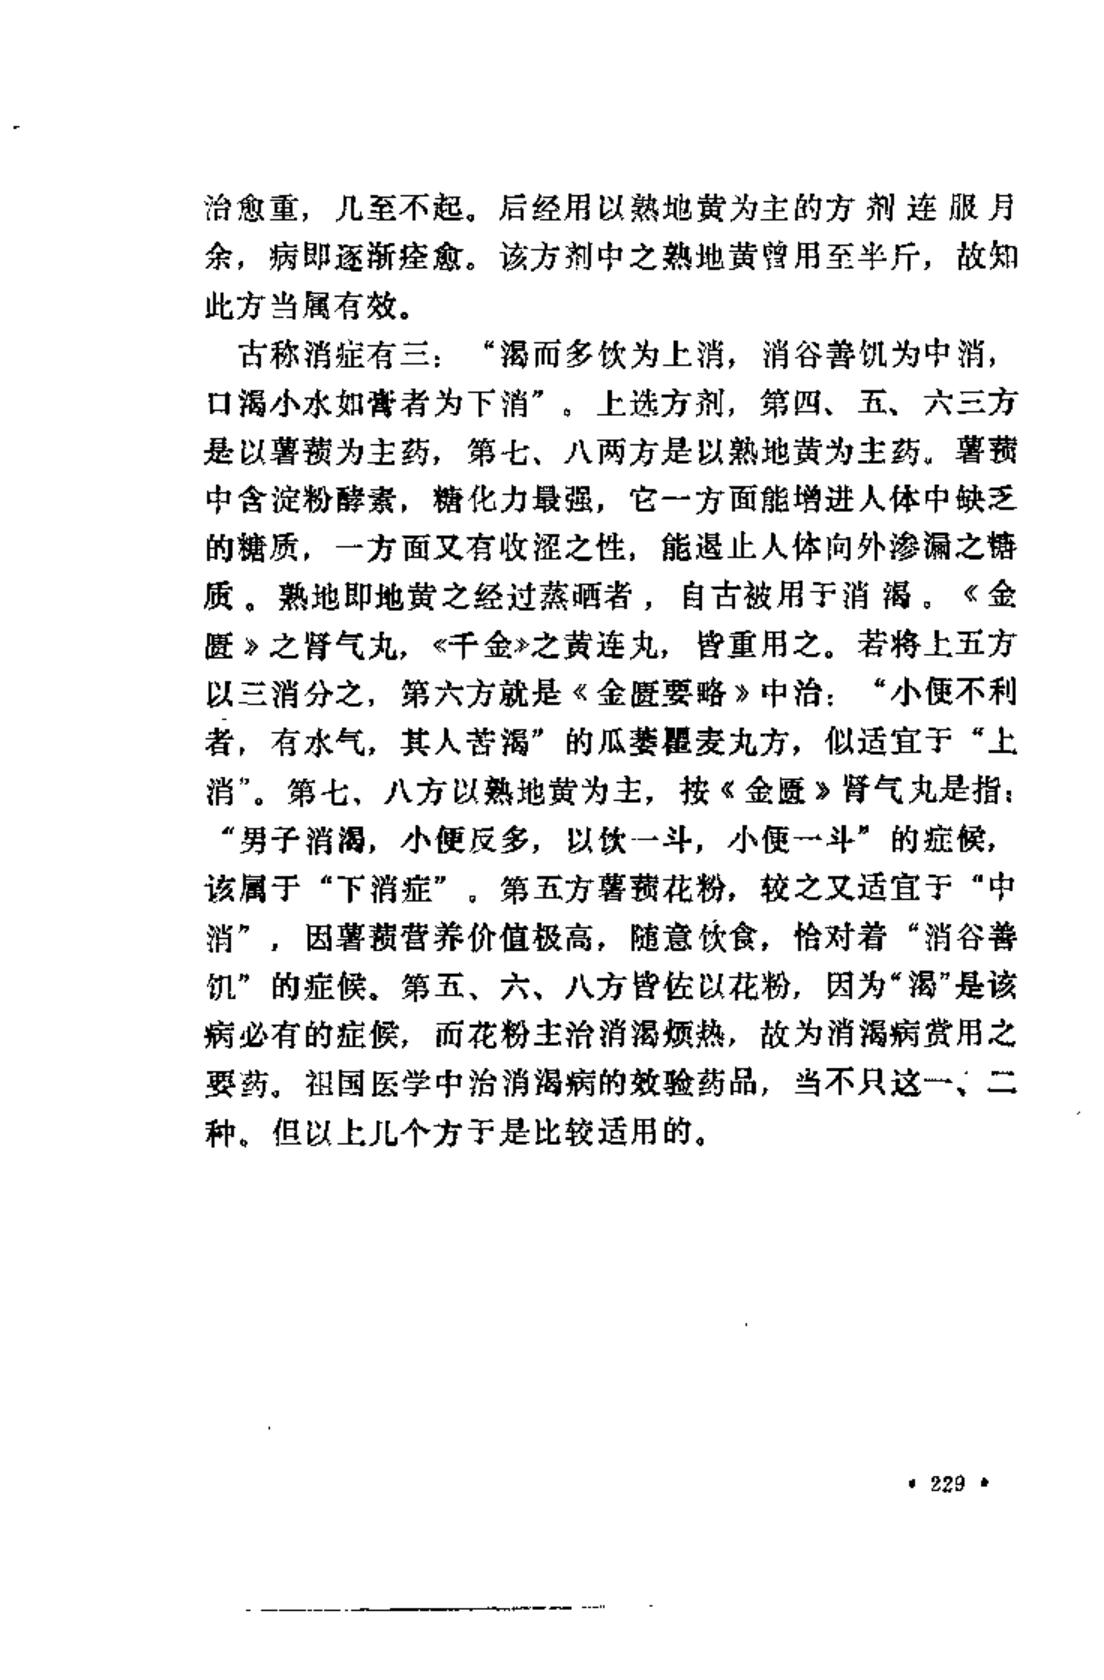 治愈重，几至不起。后经用以熟地黄为主的方剂连服月
余，病即逐渐痊愈。该方剂中之熟地黄曾用至半斤，故知
此方当属有效。
古称消症有三：“渴而多饮为上消，消谷善饥为中消，
口渴小水如膏者为下消”。上选方剂，第四、五、六三方
是以薯蓣为主药，第七、八两方是以熟地黄为主药。薯蓣
中含淀粉酵素，糖化力最强，它一方面能增进人体中缺乏
的糖质，一方面又有收涩之性，能遏止人体向外渗漏之糖
质。熟地即地黄之经过蒸晒者，自古被用于消渴。《金
匮》之肾气丸，《千金》之黄连丸，皆重用之。若将上五方
以三消分之，第六方就是《金匮要略》中治：“小便不利
者，有水气，其人苦渴”的瓜蒌瞿麦丸方，似适宜于“上
消”。第七、八方以熟地黄为主，按《金匮》肾气丸是指：
“男子消渴，小便反多，以饮一斗，小便一斗”的症候，
该属于“下消症”。第五方薯蓣花粉，较之又适宜于“中
消”，因薯蓣营养价值极高，随意饮食，恰对着“消谷善
饥”的症候。第五、六、八方皆佐以花粉，因为“渴”是该
病必有的症候，而花粉主治消渴烦热，故为消渴病赏用之
要药。祖国医学中治消渴病的效验药品，当不只这一、二
种。但以上几个方于是比较适用的。
• 229 •